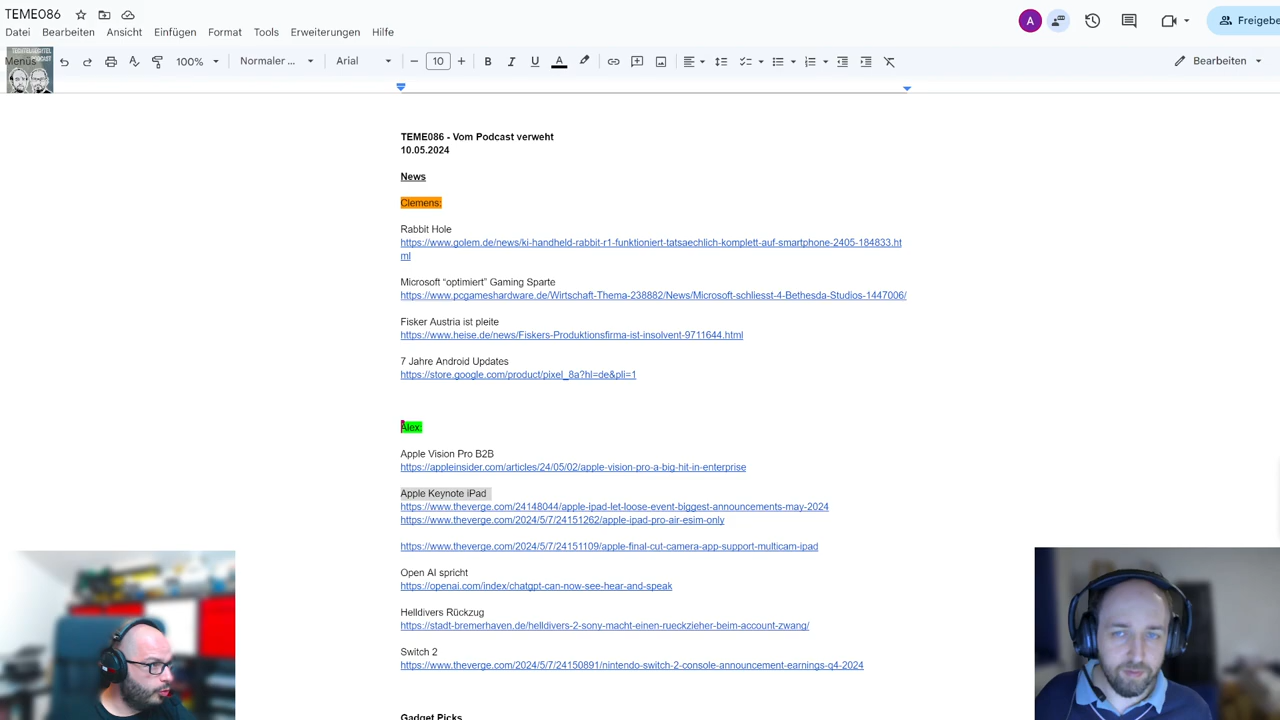 TEME086
Datei Bearbeiten Ansicht Einfügen Format Tools Erweiterungen Hilfe
A
Freigebe
Menüs
100% Normaler ... Arial 10
Bearbeiten
TEME086 - Vom Podcast verweht
10.05.2024
News
Clemens:
Rabbit Hole
https://www.golem.de/news/ki-handheld-rabbit-r1-funktioniert-tatsaechlich-komplett-auf-smartphone-2405-184833.ht
ml
Microsoft “optimiert” Gaming Sparte
https://www.pcgameshardware.de/Wirtschaft-Thema-238882/News/Microsoft-schliesst-4-Bethesda-Studios-1447006/
Fisker Austria ist pleite
https://www.heise.de/news/Fiskers-Produktionsfirma-ist-insolvent-9711644.html
7 Jahre Android Updates
https://store.google.com/product/pixel_8a?hl=de&pli=1
Alex:
Apple Vision Pro B2B
https://appleinsider.com/articles/24/05/02/apple-vision-pro-a-big-hit-in-enterprise
Apple Keynote iPad
https://www.theverge.com/24148044/apple-ipad-let-loose-event-biggest-announcements-may-2024
https://www.theverge.com/2024/5/7/24151262/apple-ipad-pro-air-esim-only
https://www.theverge.com/2024/5/7/24151109/apple-final-cut-camera-app-support-multicam-ipad
Open AI spricht
https://openai.com/index/chatgpt-can-now-see-hear-and-speak
Helldivers Rückzug
https://stadt-bremerhaven.de/helldivers-2-sony-macht-einen-rueckzieher-beim-account-zwang/
Switch 2
https://www.theverge.com/2024/5/7/24150891/nintendo-switch-2-console-announcement-earnings-q4-2024
Gadget Picks